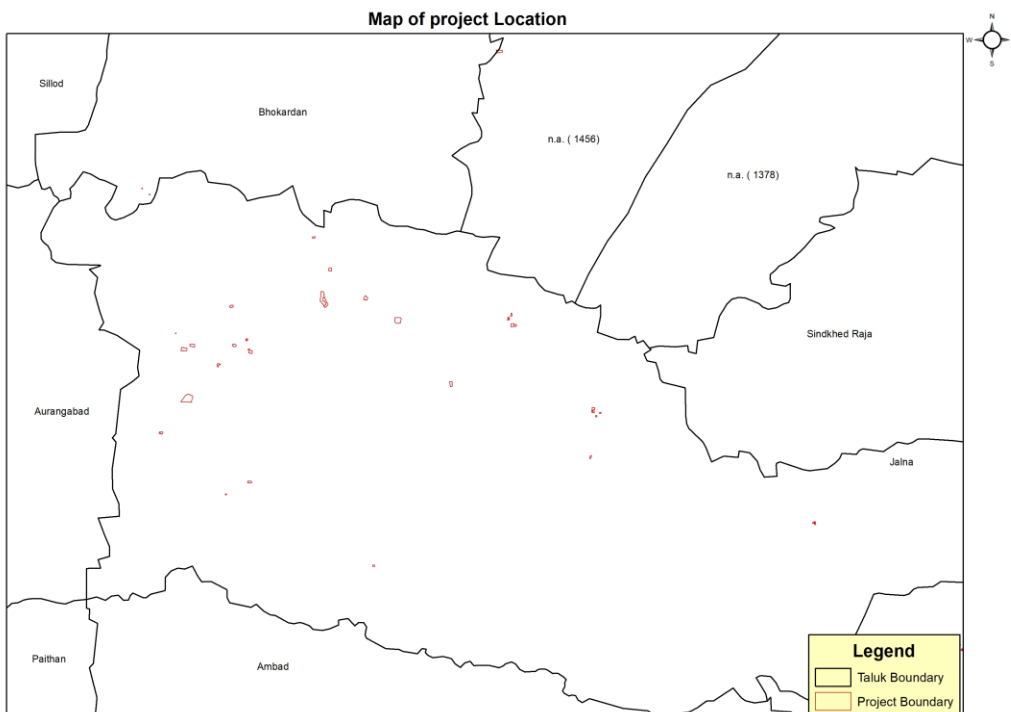 Map of project Location
N
W
S
Sillod
Bhokardan
n.a. ( 1456)
n.a. ( 1378)
Sindkhed Raja
Aurangabad
Jalna
Paithan
Ambad
Legend
Taluk Boundary
Project Boundary